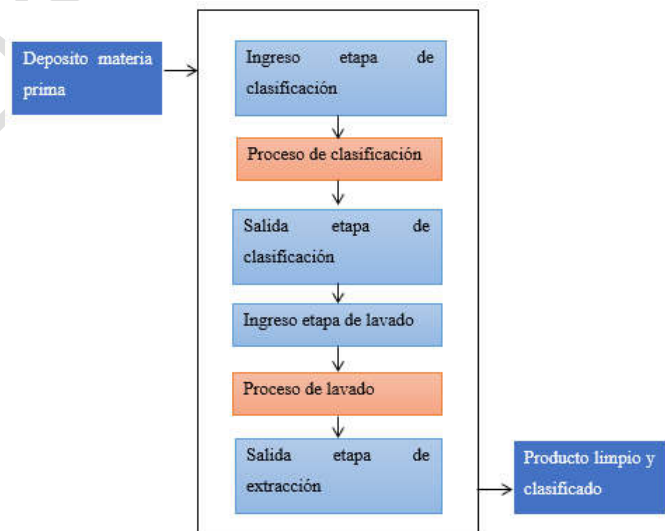 Deposito materia
prima
Ingreso etapa de
clasificación
Proceso de clasificación
Salida etapa de
clasificación
Ingreso etapa de lavado
Proceso de lavado
Salida etapa de
extracción
Producto limpio y
clasificado